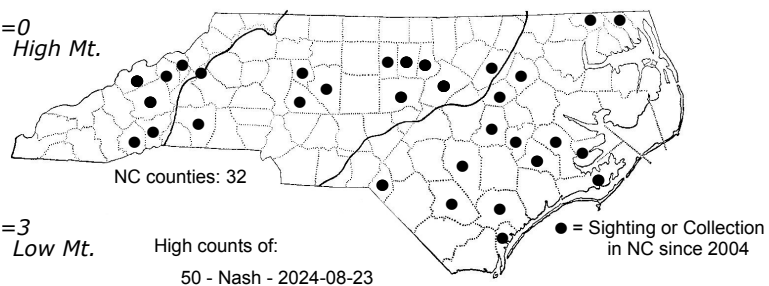 =0
High Mt.
NC counties: 32
=3
Low Mt.
High counts of:
50 - Nash - 2024-08-23
= Sighting or Collection
in NC since 2004